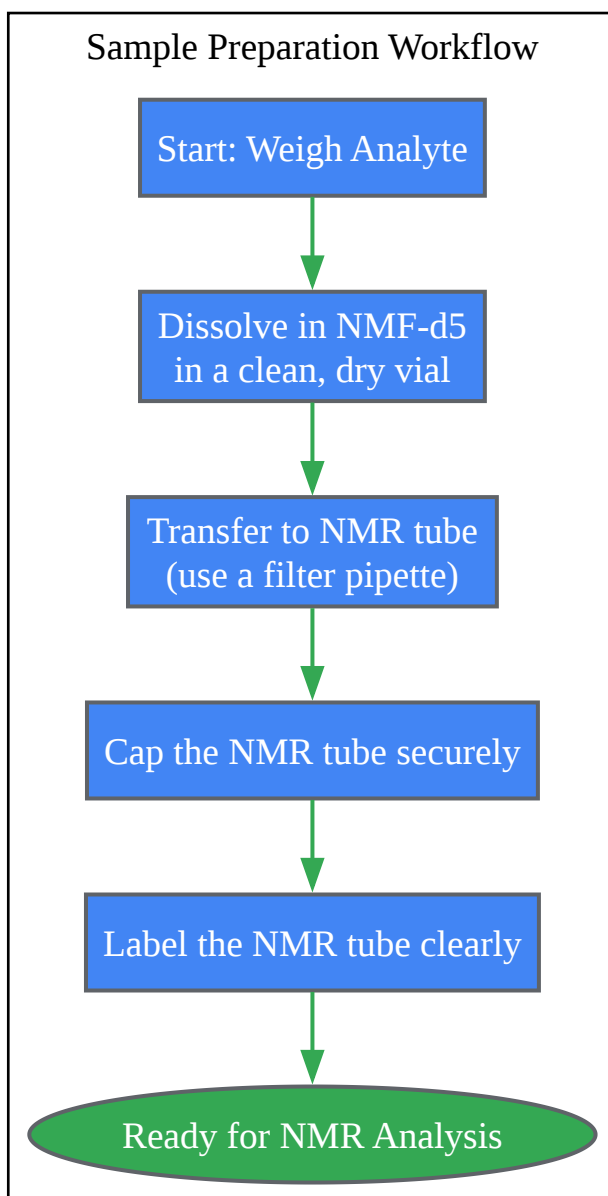 Sample Preparation Workflow
Start: Weigh Analyte
Dissolve in NMF-d5
in a clean, dry vial
Transfer to NMR tube
(use a filter pipette)
Cap the NMR tube securely
Label the NMR tube clearly
Ready for NMR Analysis